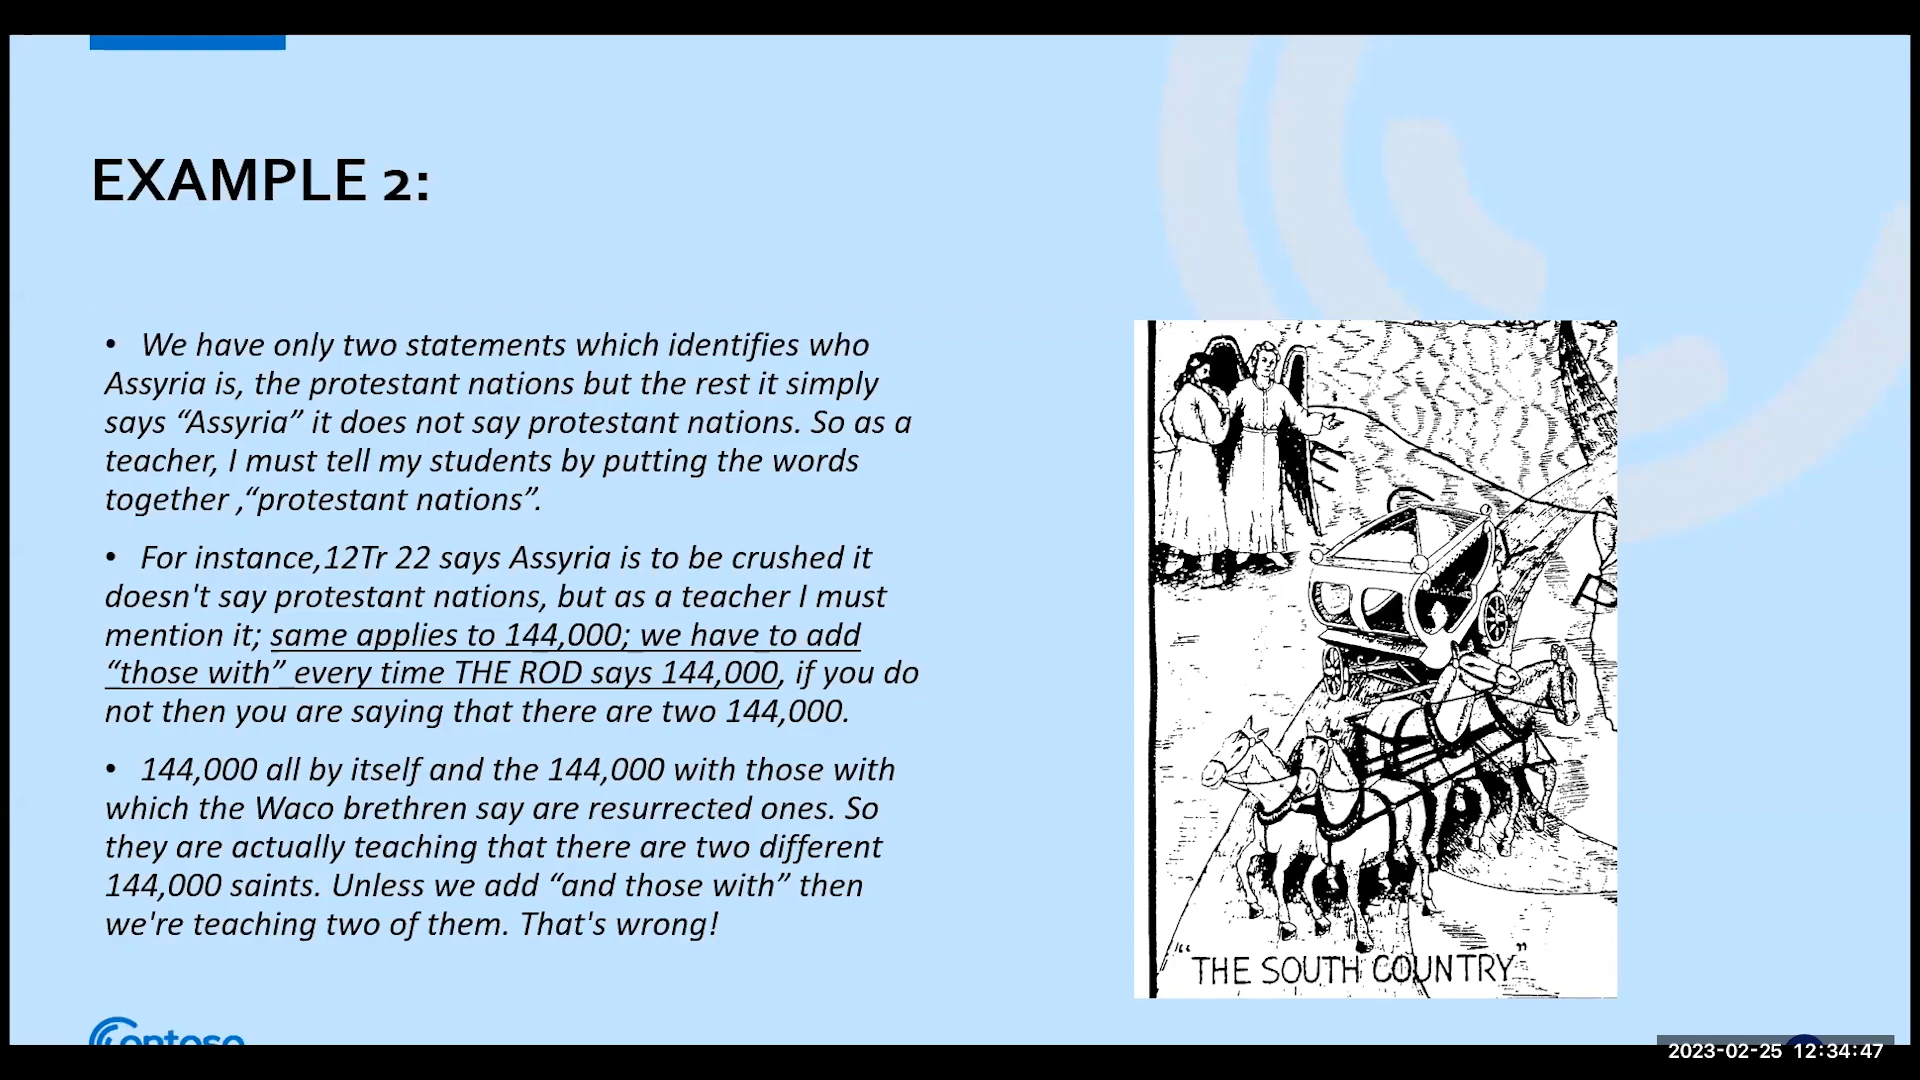 EXAMPLE 2:
• We have only two statements which identifies who
Assyria is, the protestant nations but the rest it simply
says “Assyria” it does not say protestant nations. So as a
teacher, I must tell my students by putting the words
together ,“protestant nations”.
• For instance,12Tr 22 says Assyria is to be crushed it
doesn't say protestant nations, but as a teacher I must
mention it; same applies to 144,000; we have to add
“those with” every time THE ROD says 144,000, if you do
not then you are saying that there are two 144,000.
• 144,000 all by itself and the 144,000 with those with
which the Waco brethren say are resurrected ones. So
they are actually teaching that there are two different
144,000 saints. Unless we add “and those with” then
we're teaching two of them. That's wrong!
“THE SOUTH COUNTRY”
Contoso
2023-02-25 12:34:47